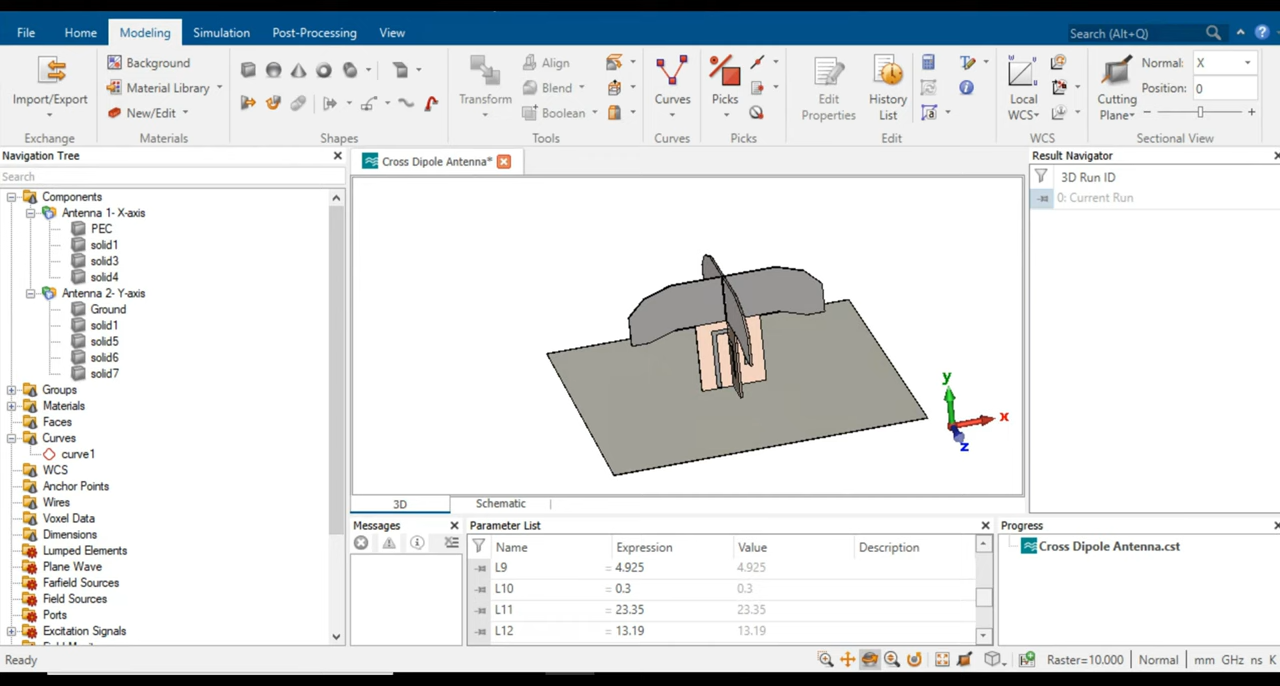 File Home Modeling Simulation Post-Processing View Search (Alt+Q)
Import/Export
Exchange
Background
Material Library
New/Edit
Materials
Shapes
Transform
Align
Blend
Boolean
Tools
Curves
Curves
Picks
Picks
Edit
Properties
History
List
Edit
Local
WCS
WCS
Cutting
Plane
Normal: X
Position: 0
Sectional View
Navigation Tree
Search
Components
Antenna 1- X-axis
PEC
solid1
solid3
solid4
Antenna 2- Y-axis
Ground
solid1
solid5
solid6
solid7
Groups
Materials
Faces
Curves
curve1
WCS
Anchor Points
Wires
Voxel Data
Dimensions
Lumped Elements
Plane Wave
Farfield Sources
Field Sources
Ports
Excitation Signals
Cross Dipole Antenna*
y
x
z
3D Schematic
Result Navigator
3D Run ID
0: Current Run
Messages
Parameter List
Name Expression Value Description
L9 = 4.925 4.925
L10 = 0.3 0.3
L11 = 23.35 23.35
L12 = 13.19 13.19
Progress
Cross Dipole Antenna.cst
Ready Raster=10.000 Normal mm GHz ns K